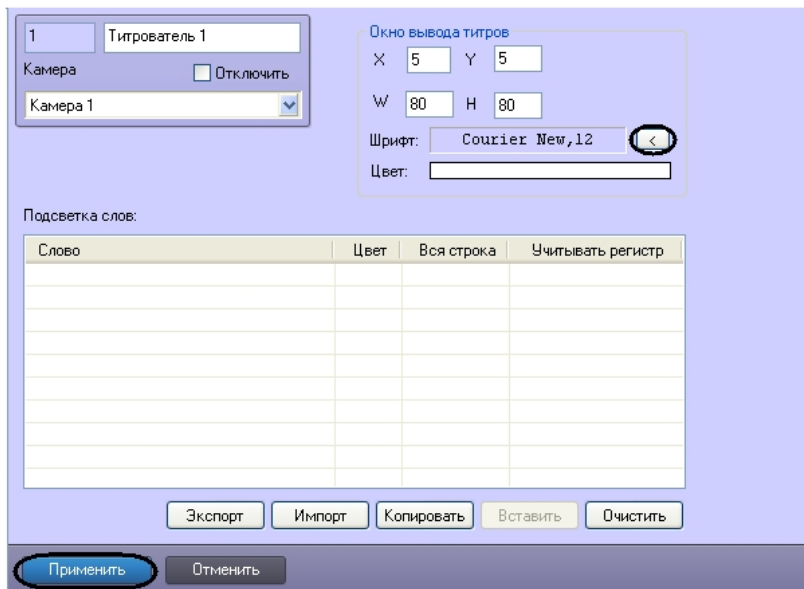 1 Титрователь 1
Камера Отключить
Камера 1
Окно вывода титров
X 5 Y 5
W 80 H 80
Шрифт: Courier New,12 <
Цвет:
Подсветка слов:
Слово Цвет Вся строка Учитывать регистр
Экспорт Импорт Копировать Вставить Очистить
Применить Отменить